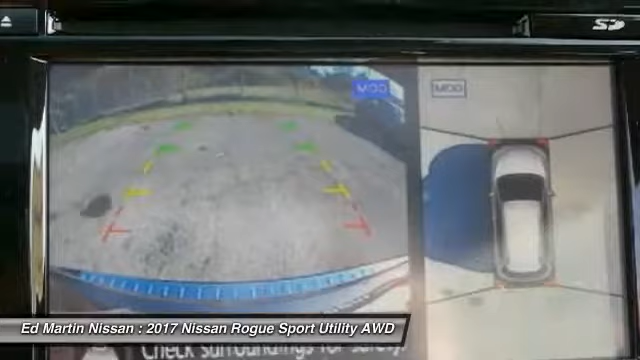 SD
MOD MOD
Ed Martin Nissan : 2017 Nissan Rogue Sport Utility AWD
Check surroundings for safety.